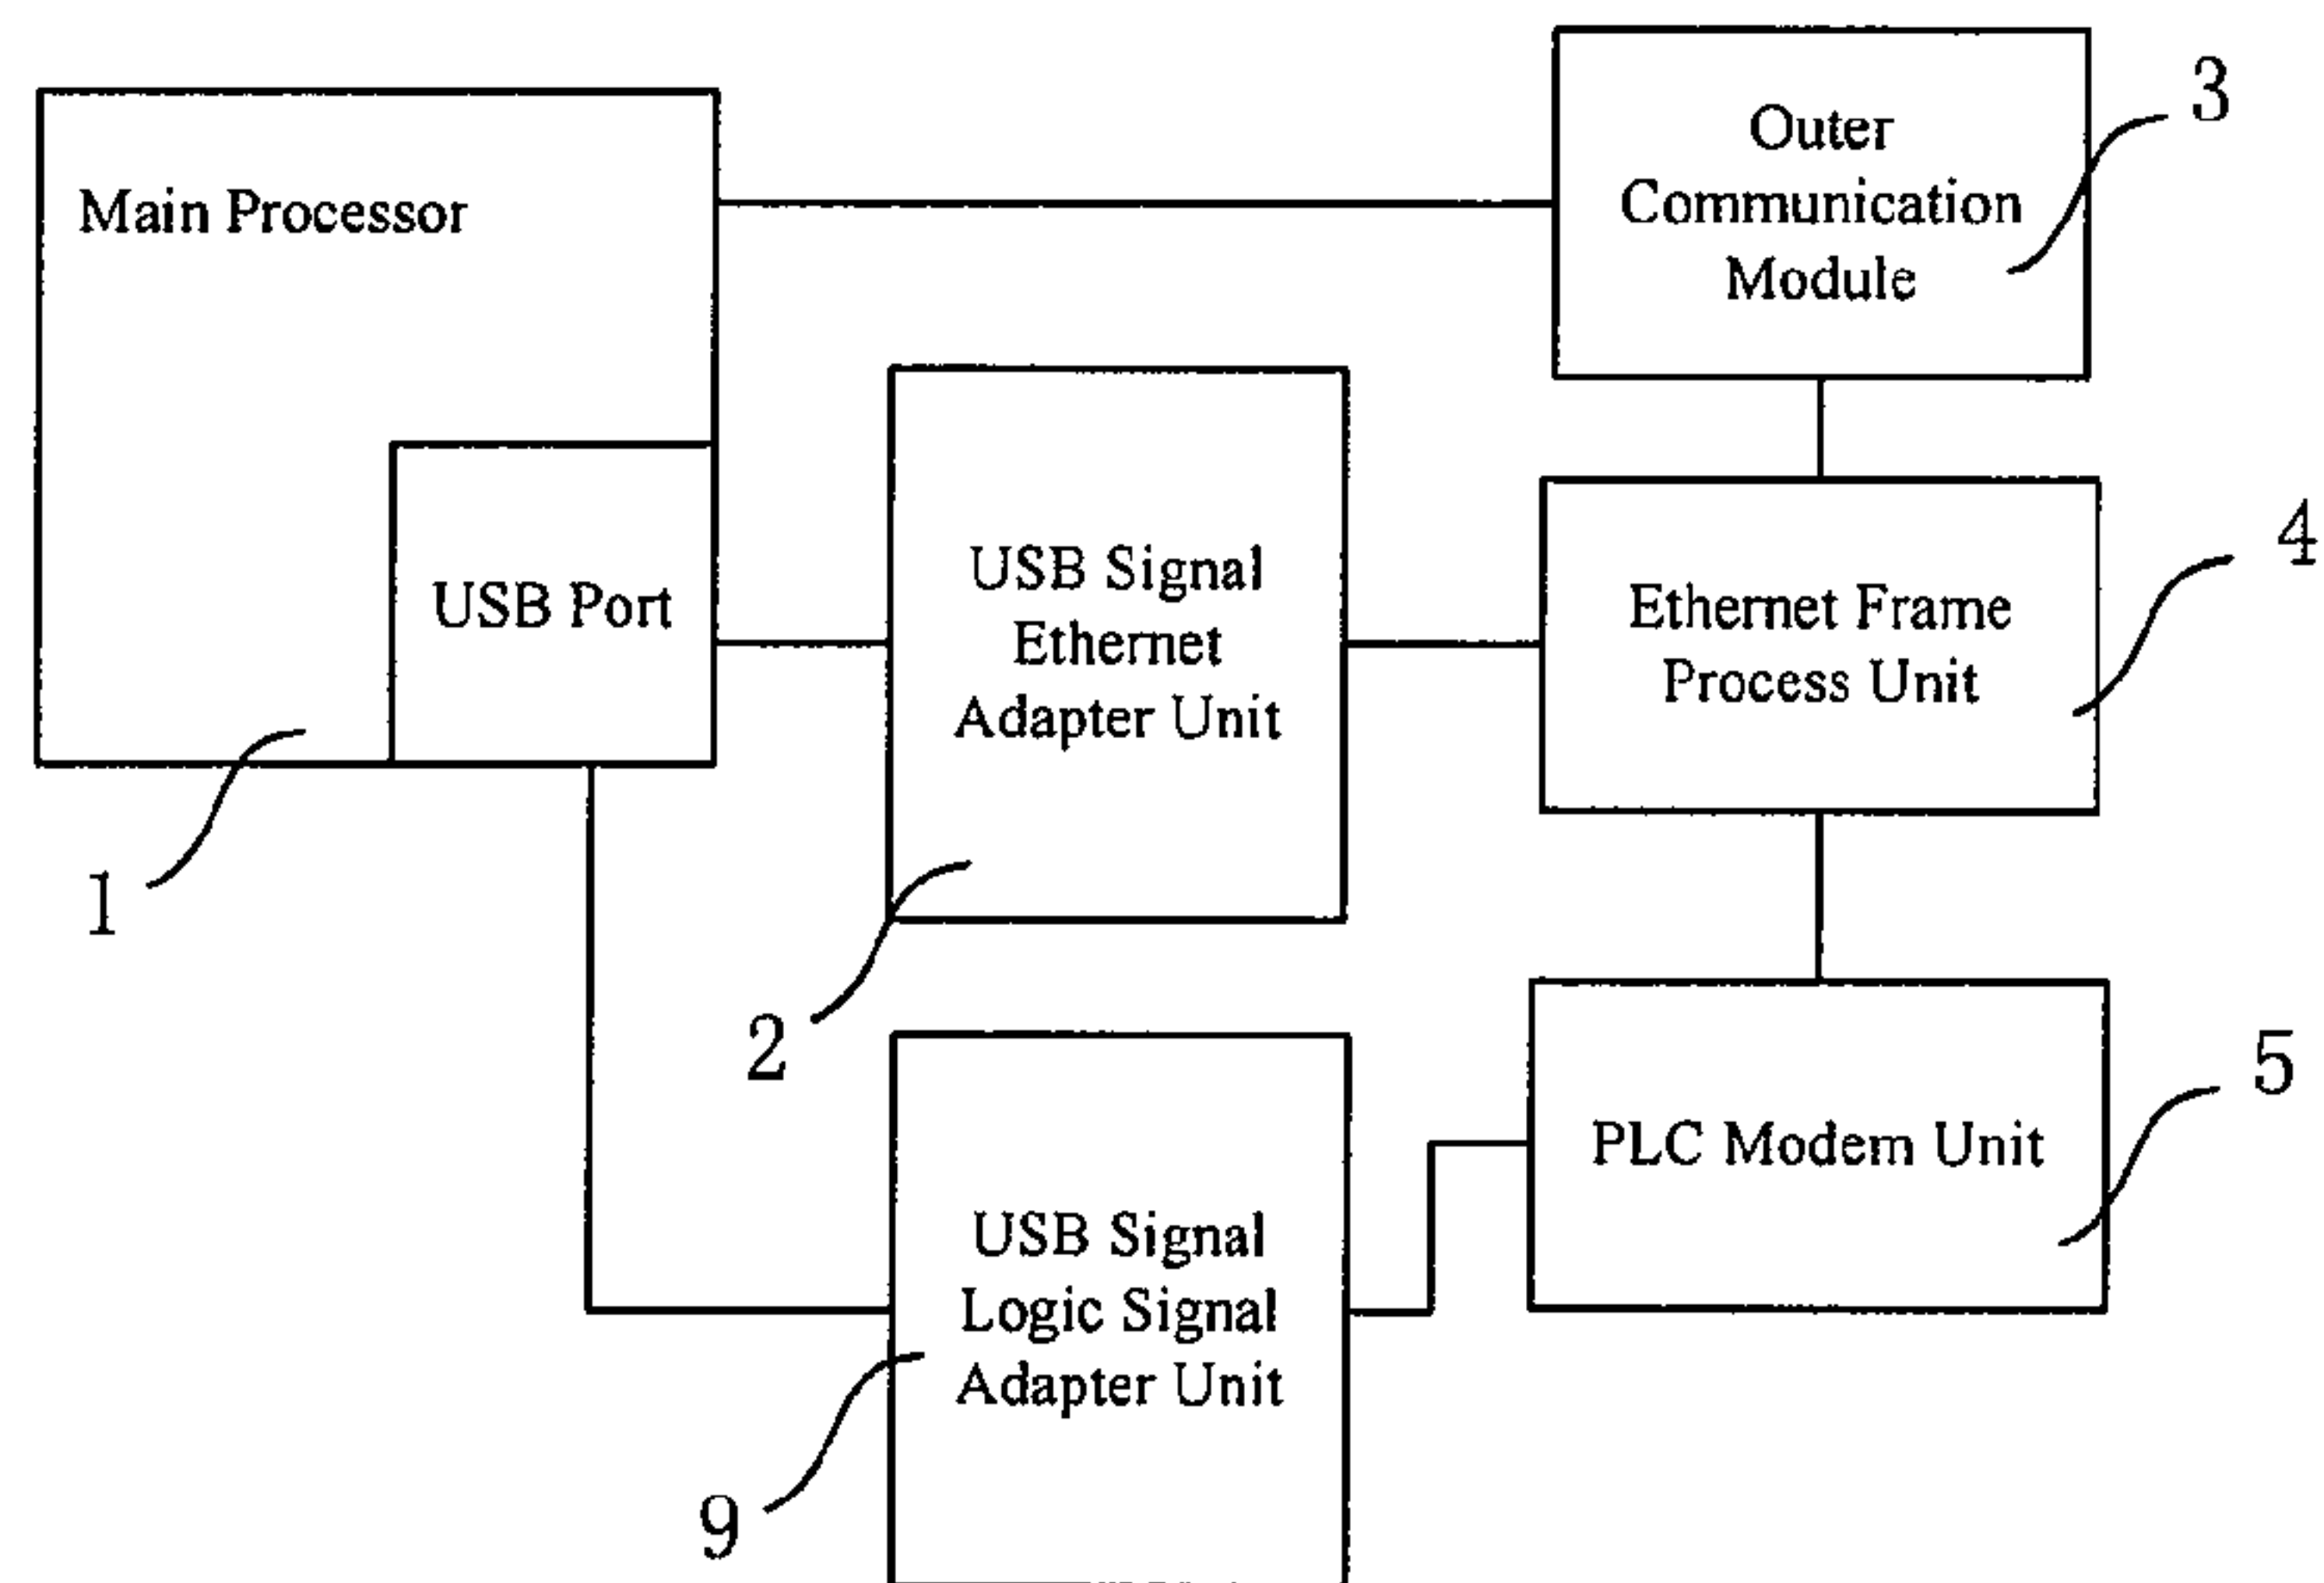 Main Processor
USB Port
1
USB Signal
Ethernet
Adapter Unit
2
Outer
Communication
Module
3
Ethernet Frame
Process Unit
4
PLC Modem Unit
5
USB Signal
Logic Signal
Adapter Unit
9